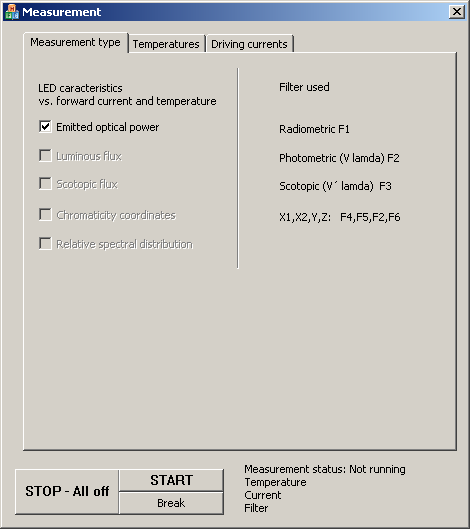 Measurement
Measurement type
Temperatures
Driving currents
LED caracteristics
vs. forward current and temperature
Filter used
Emitted optical power
Radiometric F1
Luminous flux
Photometric (V lamda) F2
Scotopic flux
Scotopic (V´ lamda) F3
Chromaticity coordinates
X1,X2,Y,Z: F4,F5,F2,F6
Relative spectral distribution
STOP - All off
START
Break
Measurement status: Not running
Temperature
Current
Filter